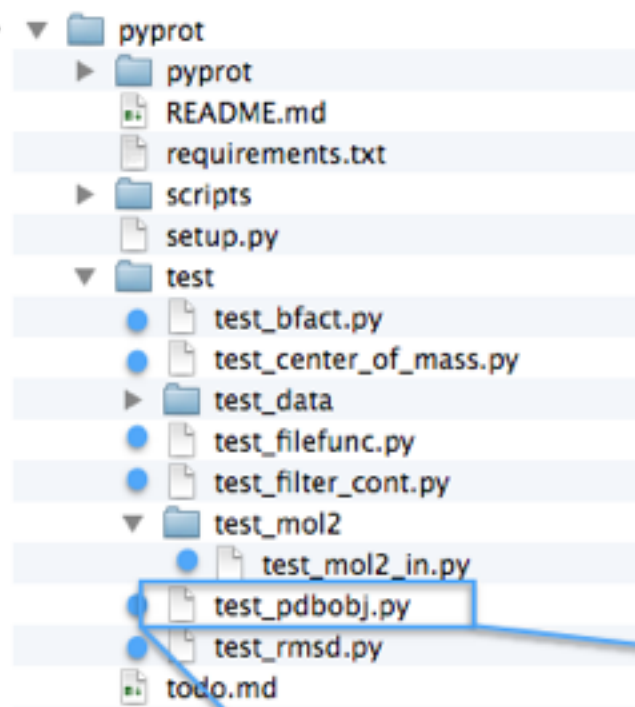 pyprot
pyprot
README.md
requirements.txt
scripts
setup.py
test
test_bfact.py
test_center_of_mass.py
test_data
test_filefunc.py
test_filter_cont.py
test_mol2
test_mol2_in.py
test_pdbobj.py
test_rmsd.py
todo.md